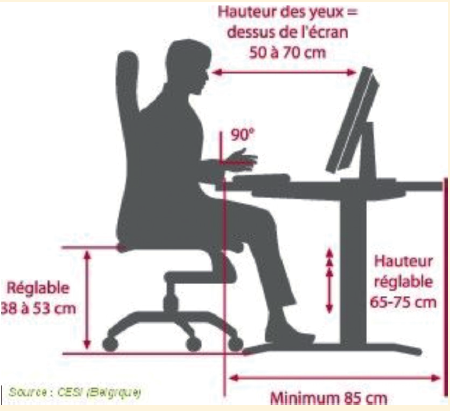 Hauteur des yeux =
dessus de l'écran
50 à 70 cm
90°
Réglable
38 à 53 cm
Hauteur
réglable
65-75 cm
Source : CESI (Belgique)
Minimum 85 cm